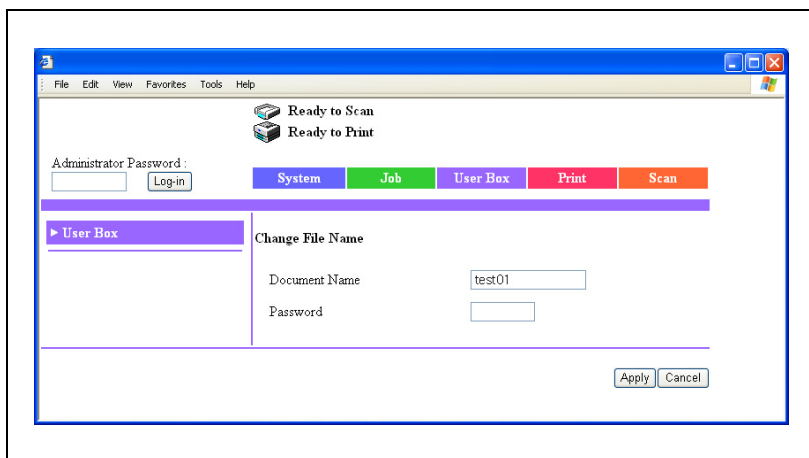 File Edit View Favorites Tools Help
Ready to Scan
Ready to Print
Administrator Password :
Log-in
System Job User Box Print Scan
User Box
Change File Name
Document Name test01
Password
Apply Cancel